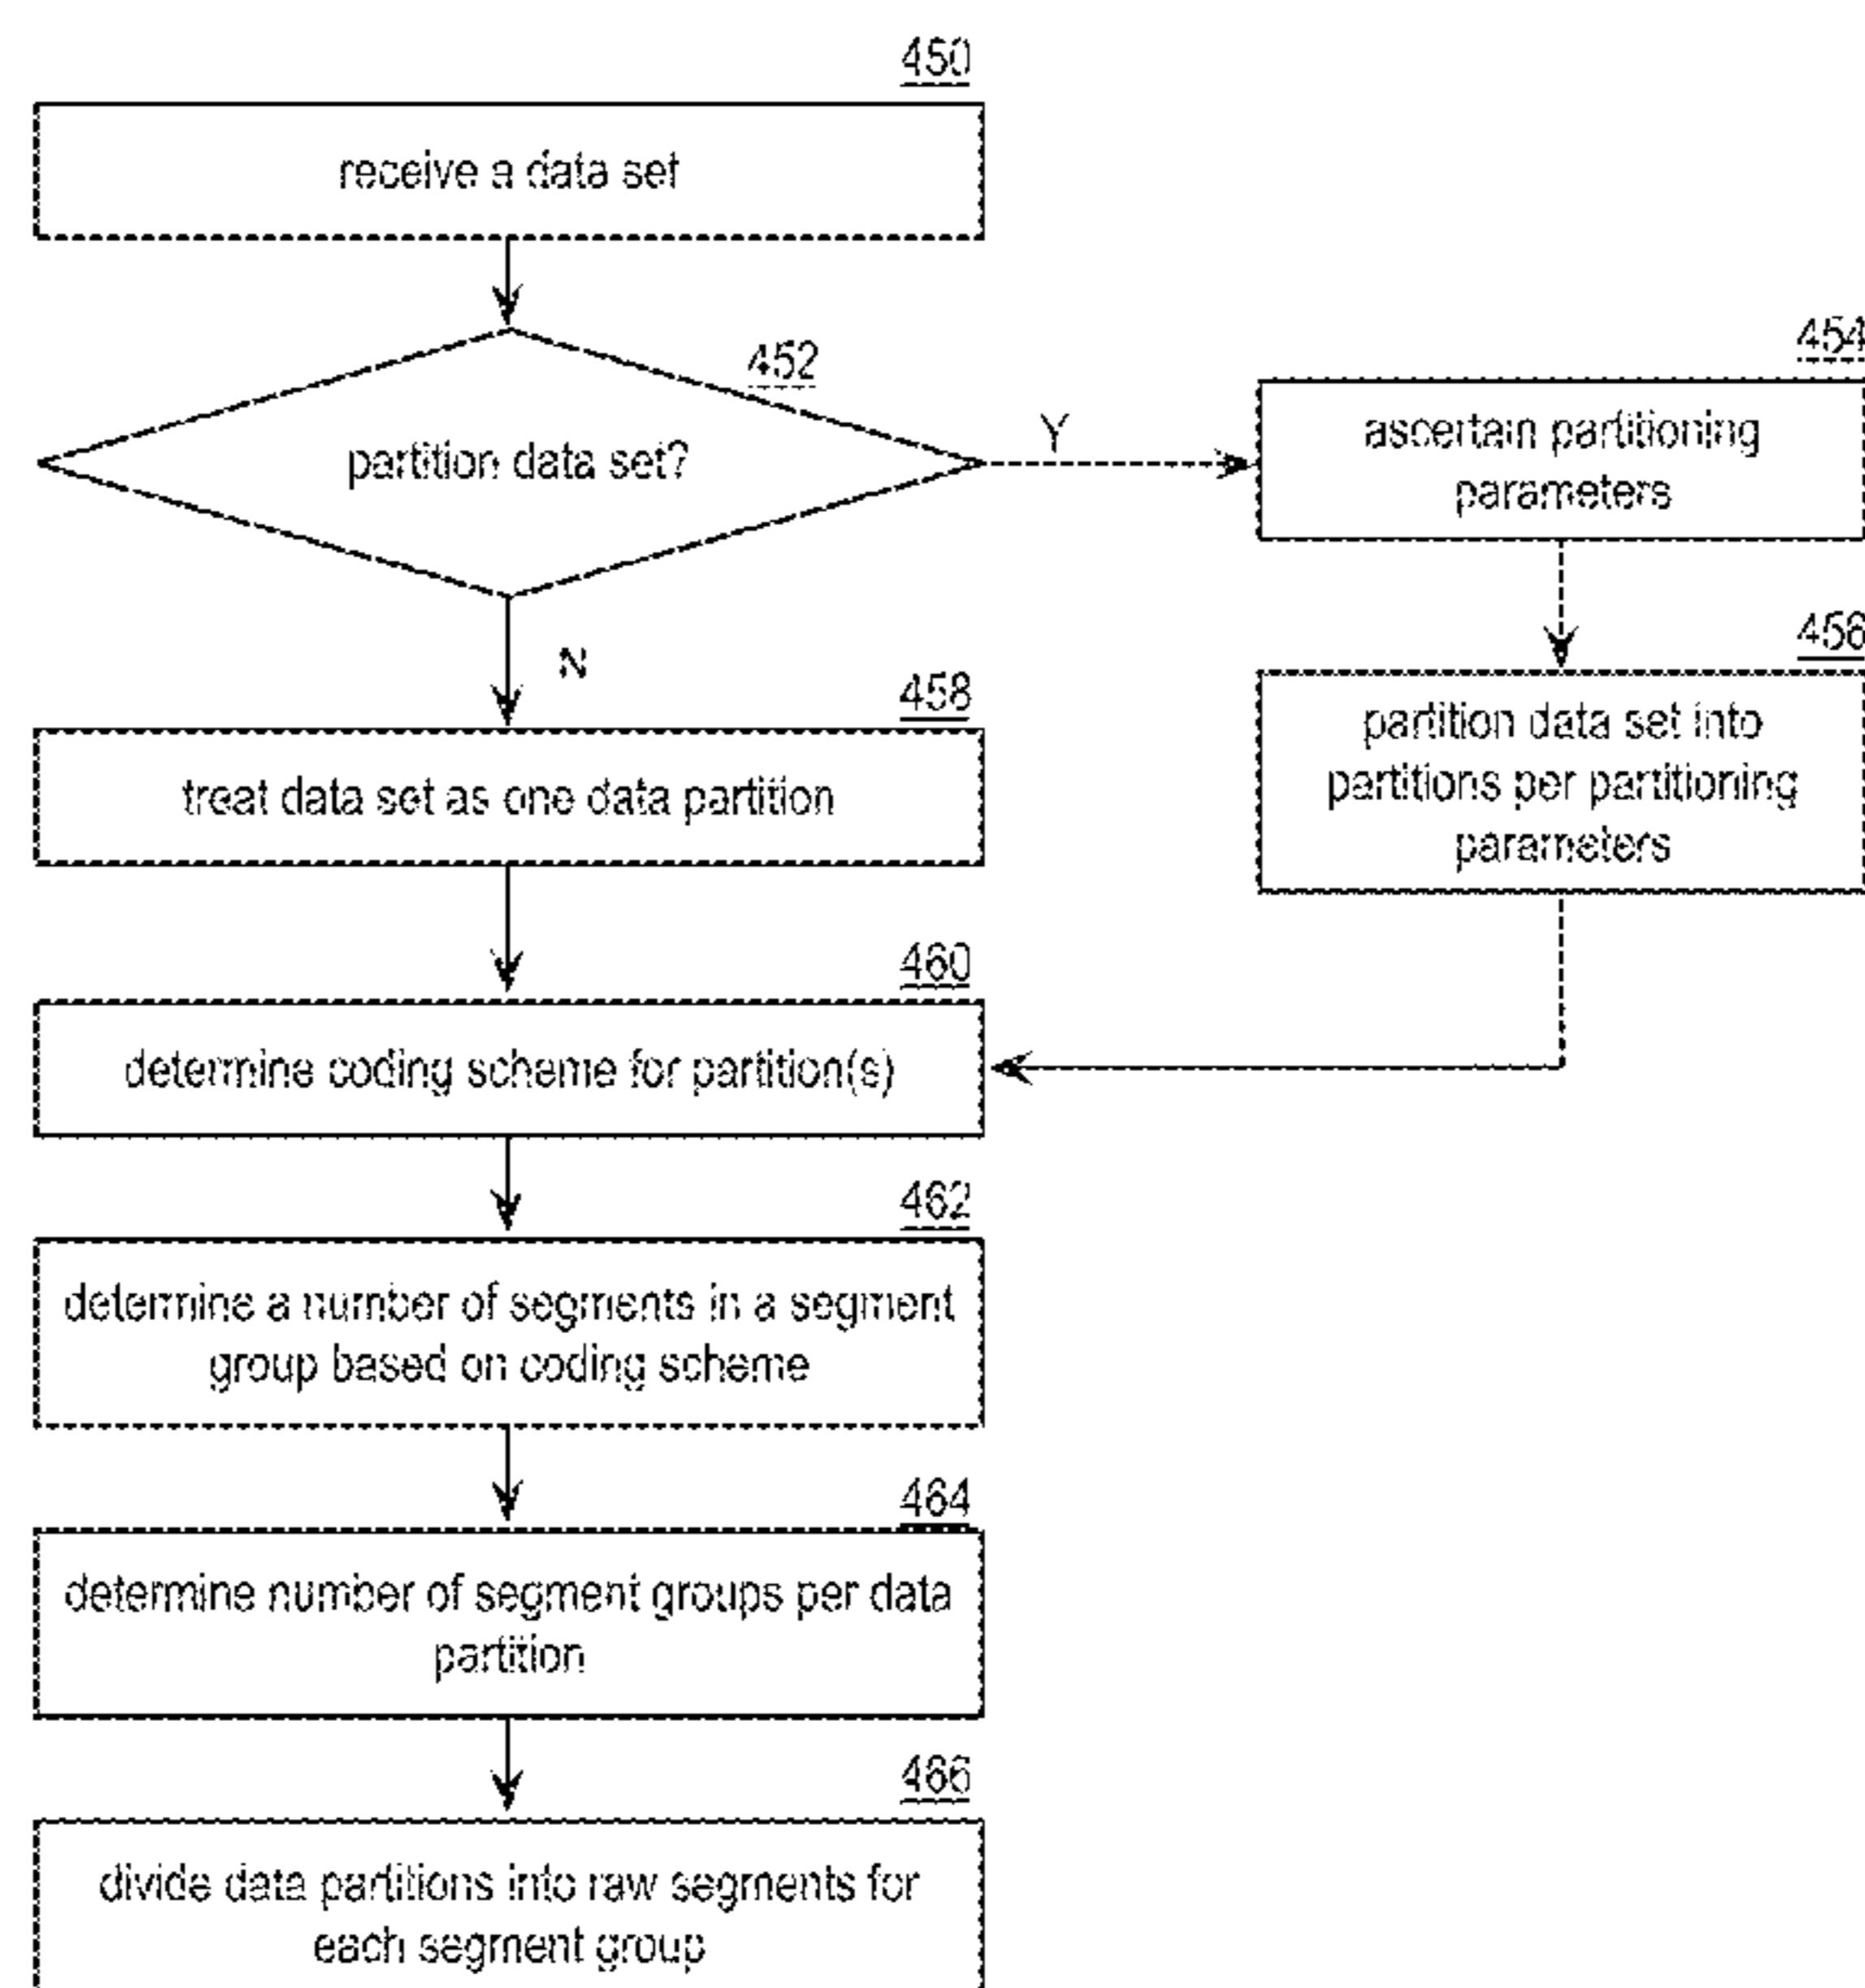 450
receive a data set
452
partition data set?
Y
N
454
ascertain partitioning
parameters
456
partition data set into
partitions per partitioning
parameters
458
treat data set as one data partition
460
determine coding scheme for partition(s)
462
determine a number of segments in a segment
group based on coding scheme
464
determine number of segment groups per data
partition
466
divide data partitions into raw segments for
each segment group